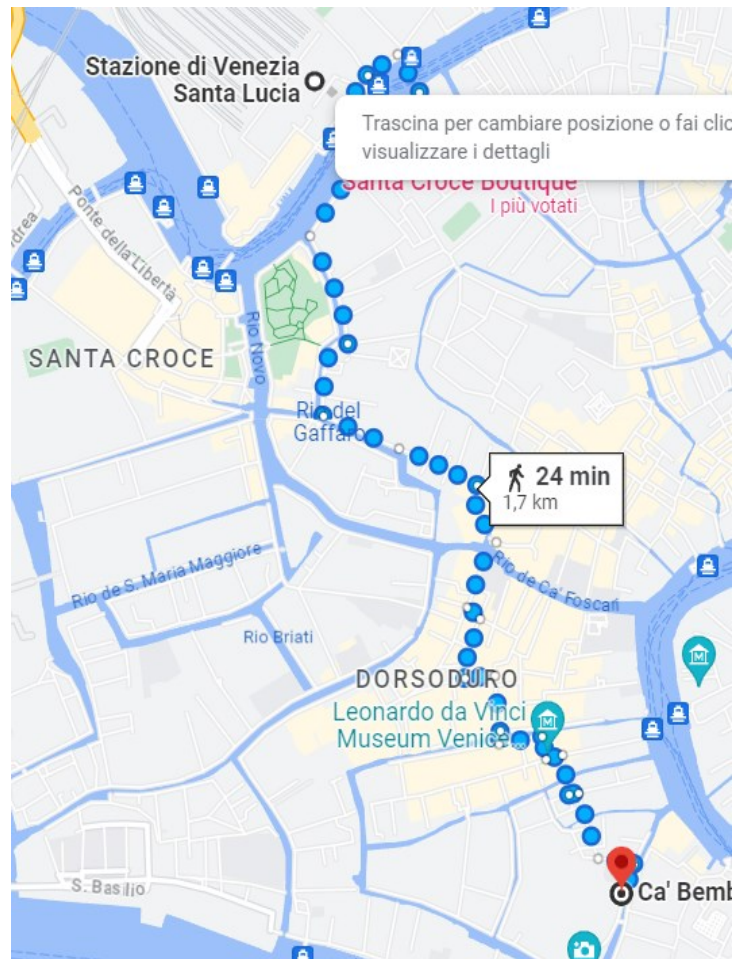 Stazione di Venezia
Santa Lucia
Trascina per cambiare posizione o fai clic
visualizzare i dettagli
Santa Croce Boutique
I più votati
Ponte della Libertà
drea
SANTA CROCE
Rio Novo
Rio del
Gaffaro
24 min
1,7 km
Rio de S. Maria Maggiore
Rio de Ca' Foscari
Rio Briati
DORSODURO
Leonardo da Vinci
Museum Venice...
S. Basilio
Ca' Bemb